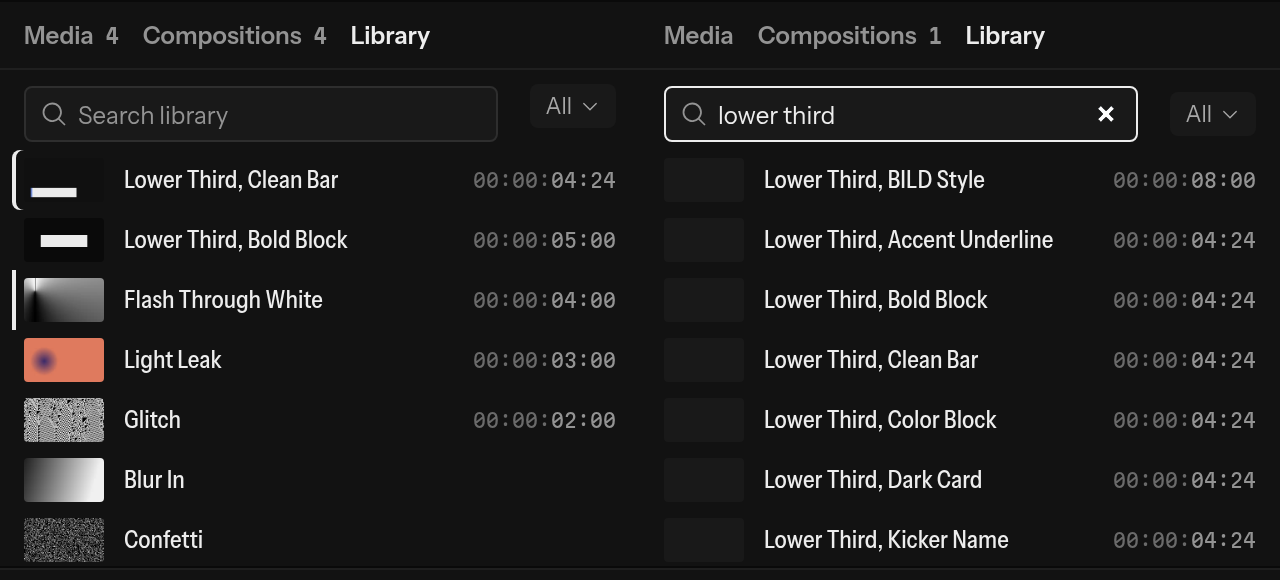 Media 4 Compositions 4 Library
Search library
All
Lower Third, Clean Bar 00:00:04:24
Lower Third, Bold Block 00:00:05:00
Flash Through White 00:00:04:00
Light Leak 00:00:03:00
Glitch 00:00:02:00
Blur In
Confetti
Media Compositions 1 Library
lower third
All
Lower Third, BILD Style 00:00:08:00
Lower Third, Accent Underline 00:00:04:24
Lower Third, Bold Block 00:00:04:24
Lower Third, Clean Bar 00:00:04:24
Lower Third, Color Block 00:00:04:24
Lower Third, Dark Card 00:00:04:24
Lower Third, Kicker Name 00:00:04:24